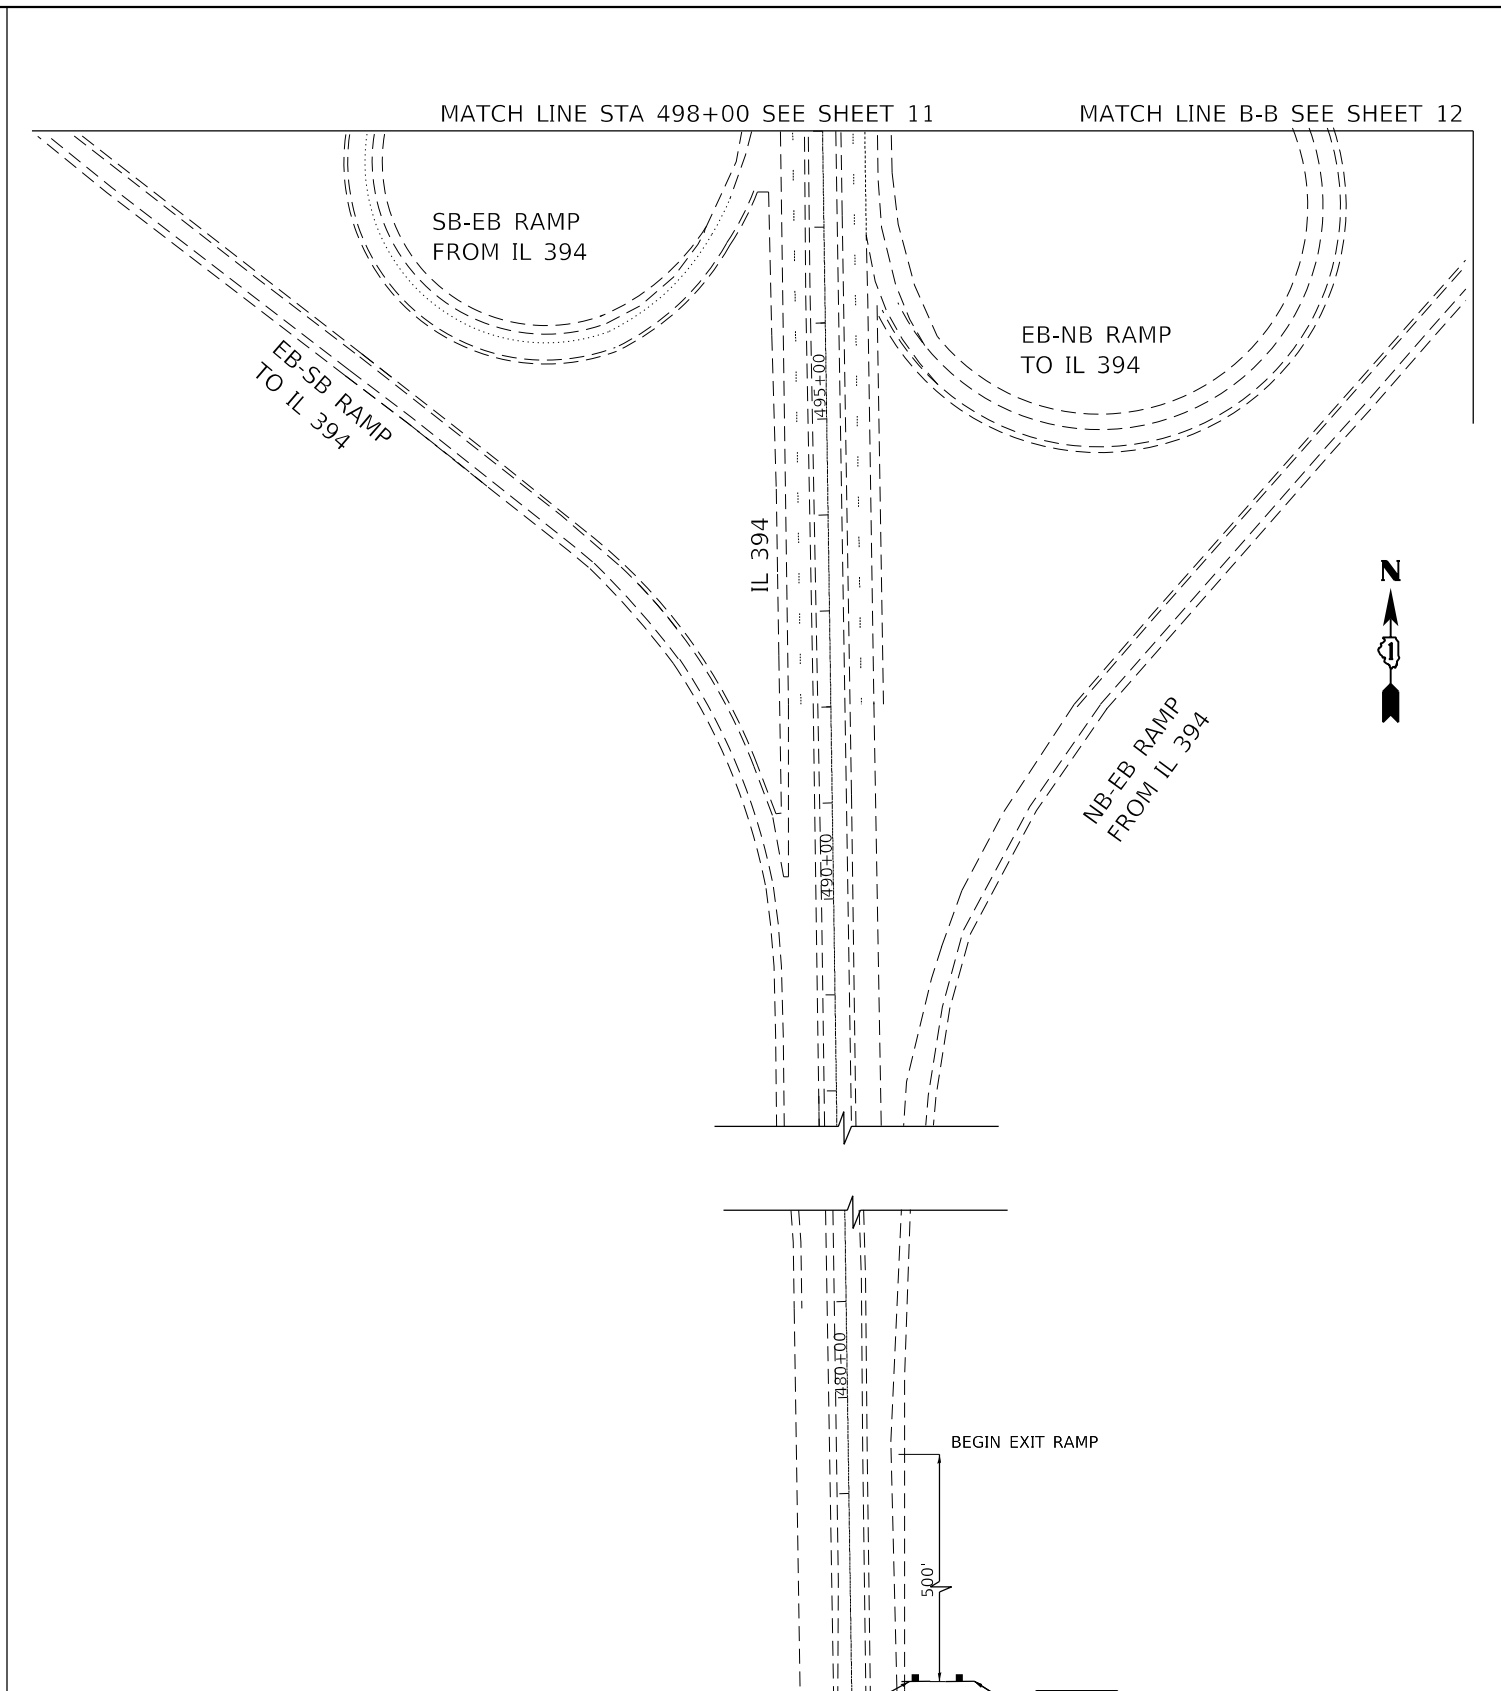 MATCH LINE STA 498+00 SEE SHEET 11
MATCH LINE B-B SEE SHEET 12
SB-EB RAMP
FROM IL 394
EB-NB RAMP
TO IL 394
EB-SB RAMP
TO IL 394
495+00
IL 394
N
1
NB-EB RAMP
FROM IL 394
490+00
480+00
BEGIN EXIT RAMP
500'